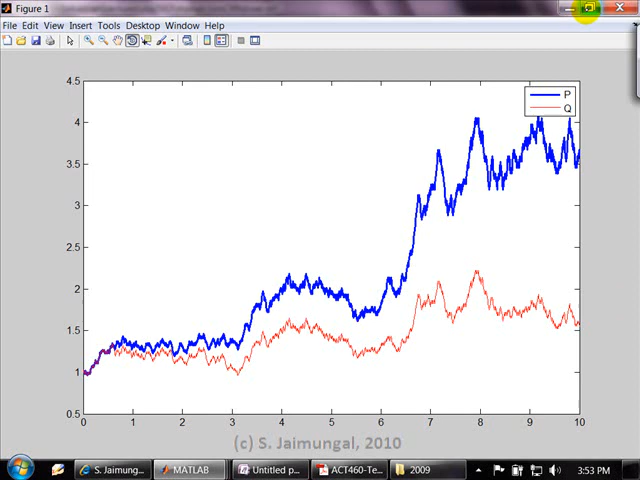 Figure 1
File Edit View Insert Tools Desktop Window Help
4.5
P
Q
4
3.5
3
2.5
2
1.5
1
0.5
0 1 2 3 4 5 6 7 8 9 10
(c) S. Jaimungal, 2010
S. Jaimung... MATLAB Untitled p... ACT460-Te... 2009 3:53 PM